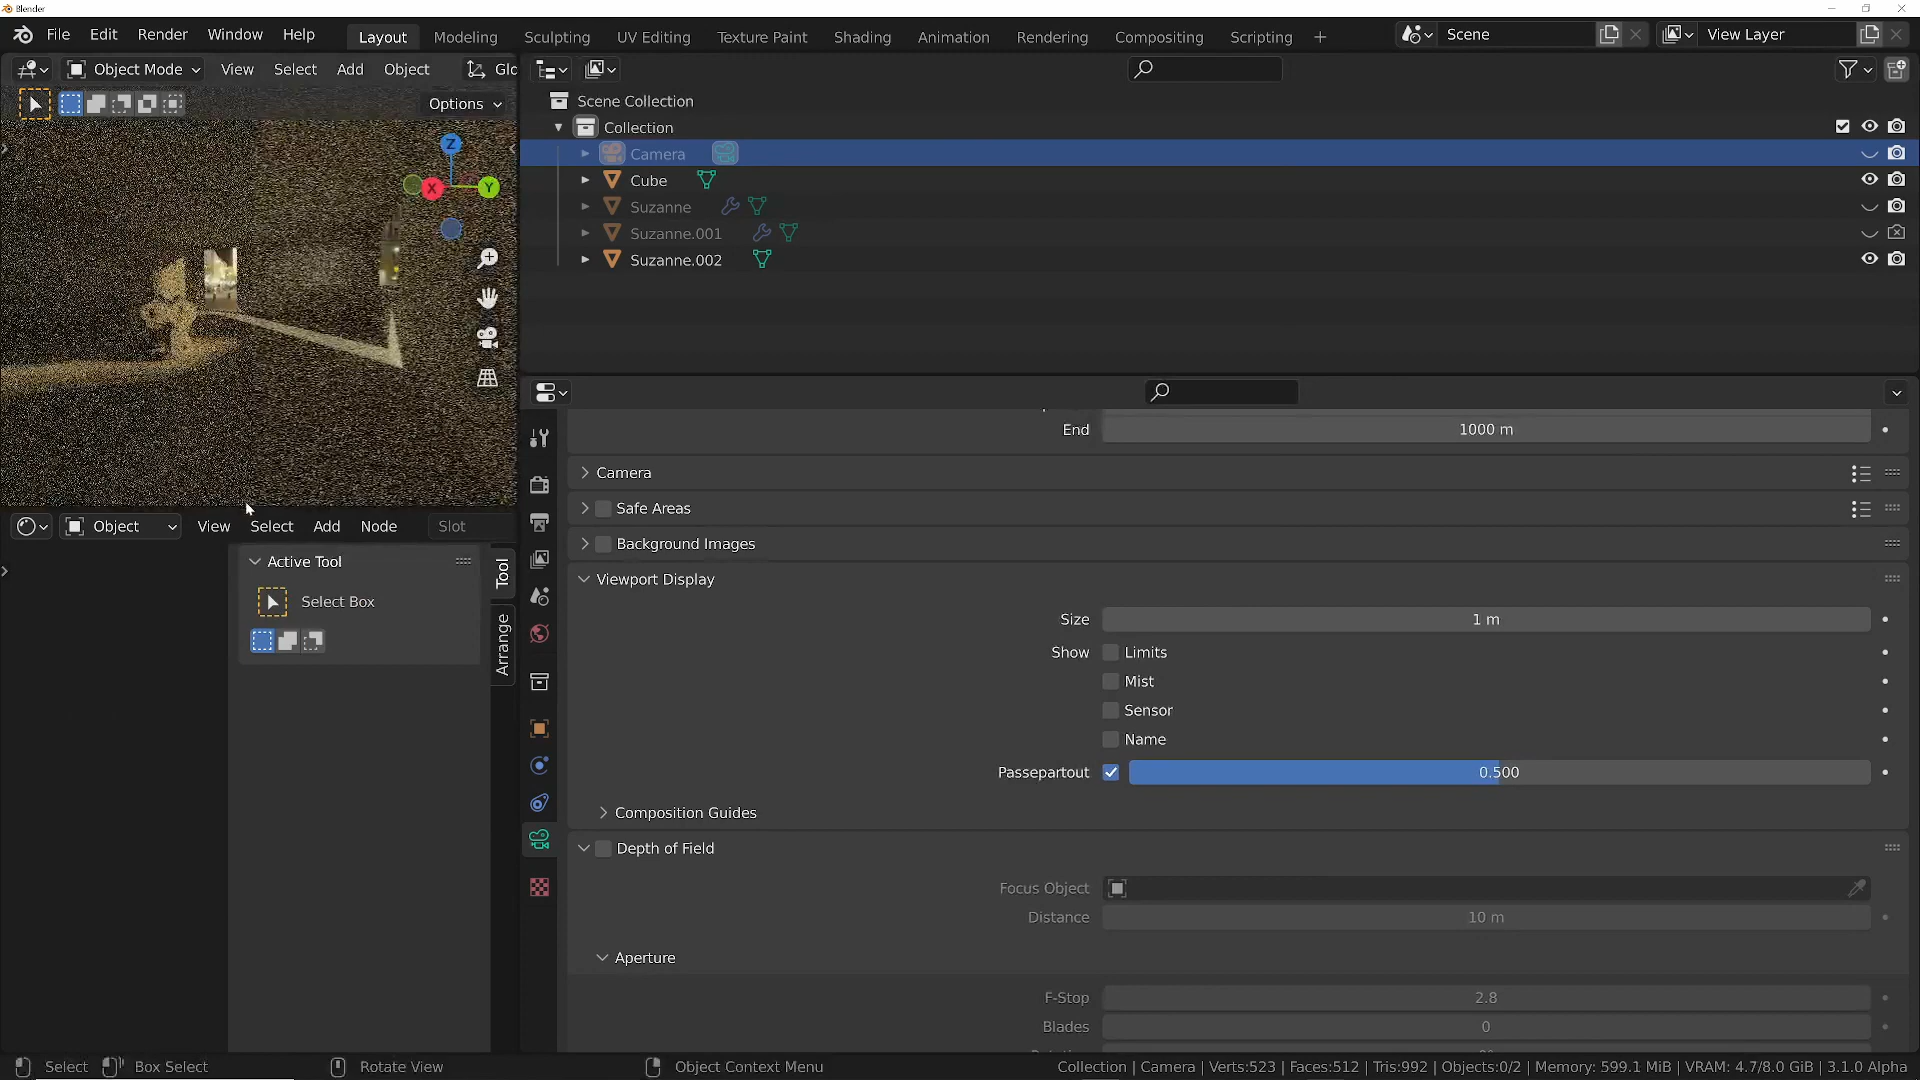 Blender
File Edit Render Window Help Layout Modeling Sculpting UV Editing Texture Paint Shading Animation Rendering Compositing Scripting + Scene View Layer
Object Mode View Select Add Object Glo
Options
Z
X Y
Scene Collection
Collection
Camera
Cube
Suzanne
Suzanne.001
Suzanne.002
End 1000 m
Camera
Safe Areas
Background Images
Viewport Display
Size 1 m
Show Limits
Mist
Sensor
Name
Passepartout 0.500
Composition Guides
Depth of Field
Focus Object
Distance 10 m
Aperture
F-Stop 2.8
Blades 0
Object View Select Add Node Slot
Active Tool
Select Box
Tool
Arrange
Select Box Select Rotate View Object Context Menu Collection | Camera | Verts:523 | Faces:512 | Tris:992 | Objects:0/2 | Memory: 599.1 MiB | VRAM: 4.7/8.0 GiB | 3.1.0 Alpha